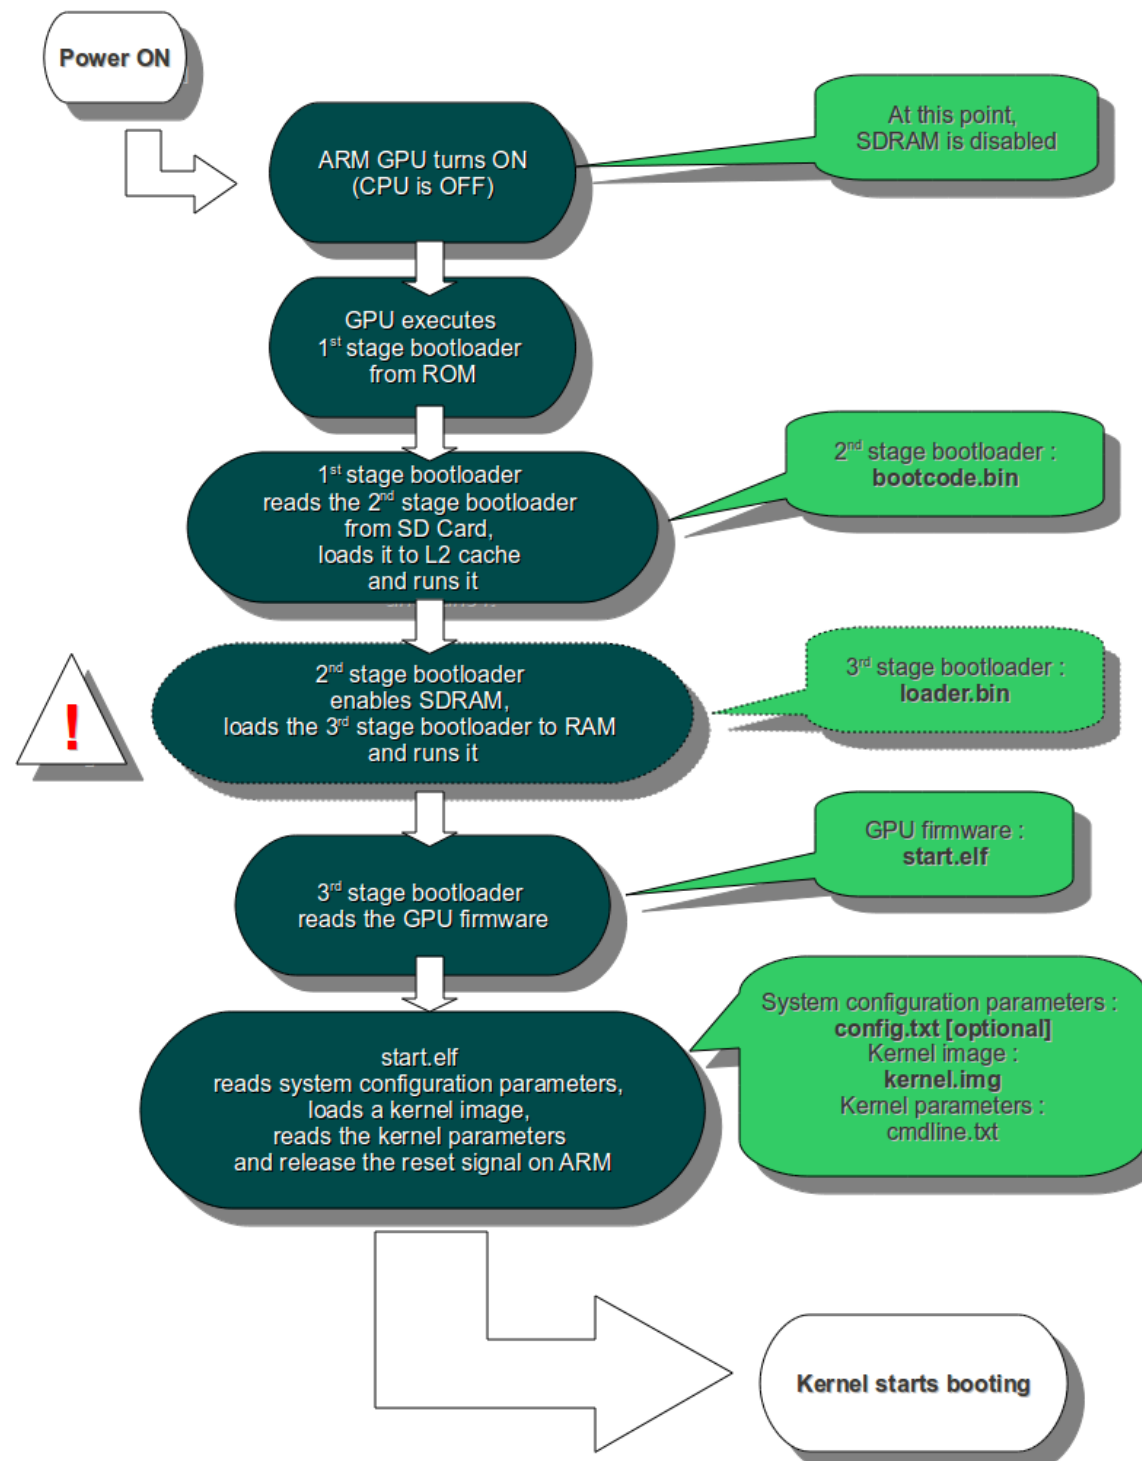 Power ON
At this point,
SDRAM is disabled
ARM GPU turns ON
(CPU is OFF)
GPU executes
1st stage bootloader
from ROM
2nd stage bootloader :
bootcode.bin
1st stage bootloader
reads the 2nd stage bootloader
from SD Card,
loads it to L2 cache
and runs it
3rd stage bootloader :
loader.bin
!
2nd stage bootloader
enables SDRAM,
loads the 3rd stage bootloader to RAM
and runs it
GPU firmware :
start.elf
3rd stage bootloader
reads the GPU firmware
System configuration parameters :
config.txt [optional]
Kernel image :
kernel.img
Kernel parameters :
cmdline.txt
start.elf
reads system configuration parameters,
loads a kernel image,
reads the kernel parameters
and release the reset signal on ARM
Kernel starts booting